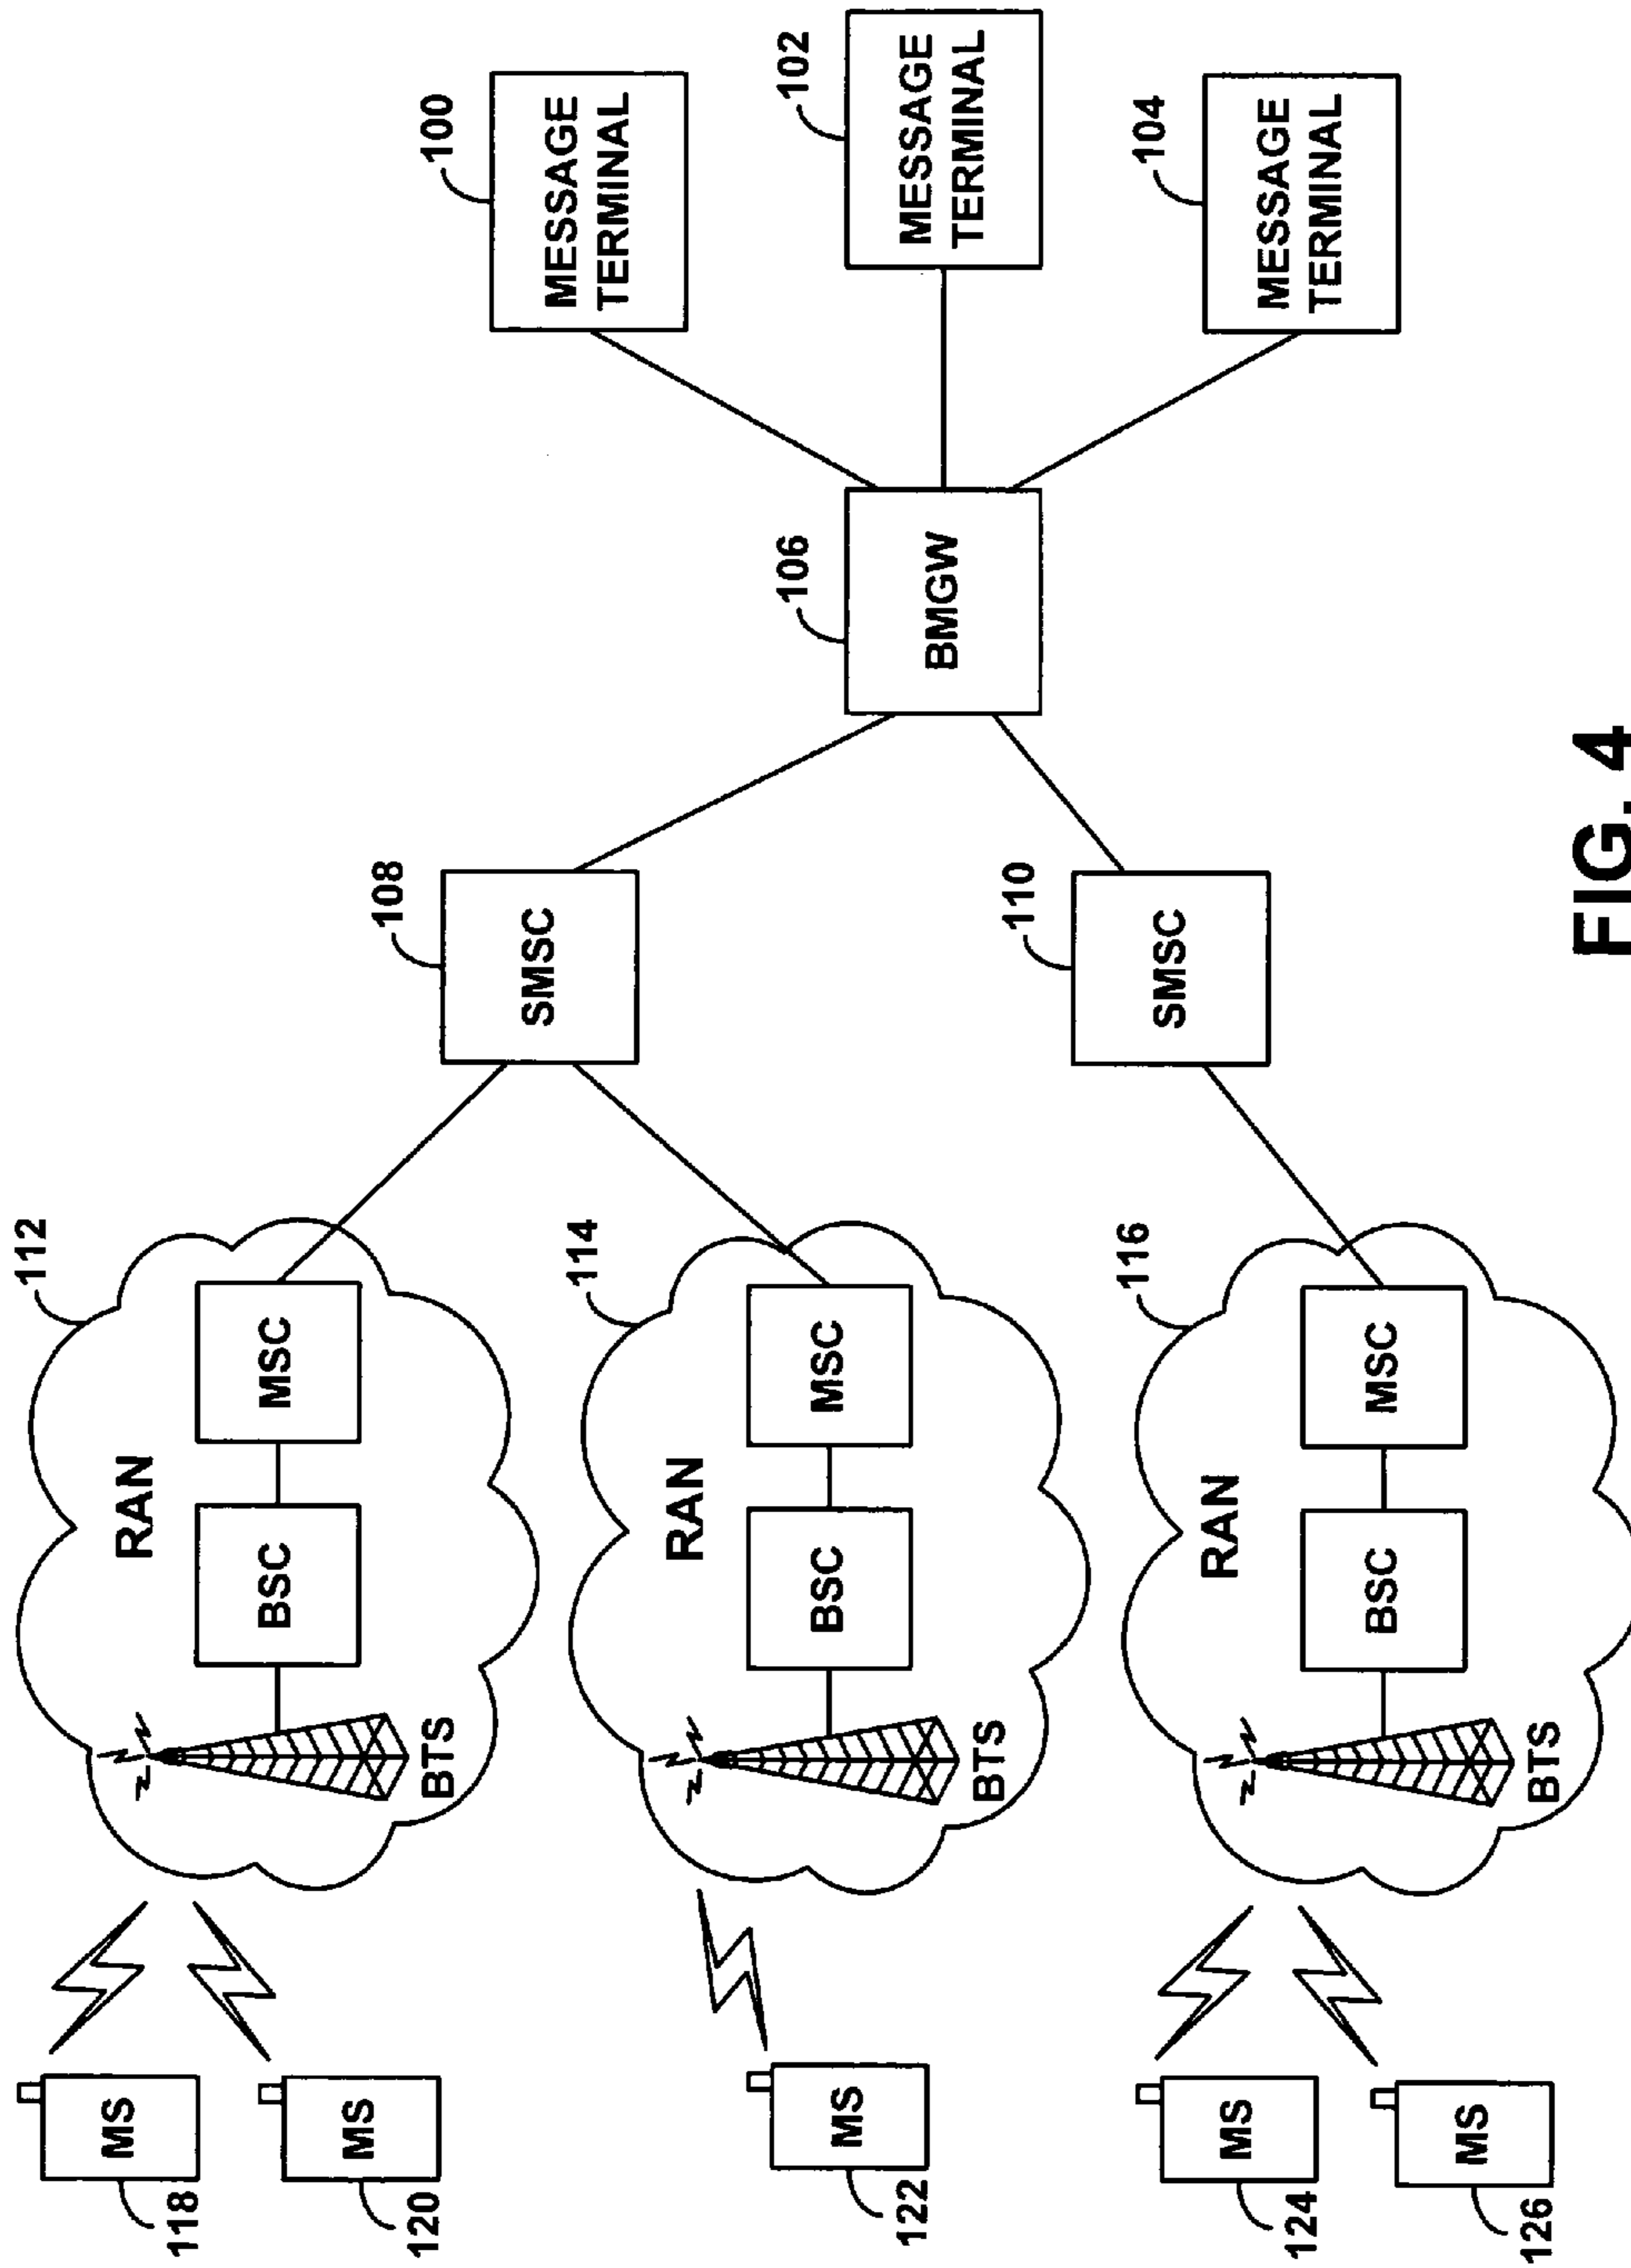 118
MS
120
MS
122
MS
124
MS
126
MS
112
RAN
BTS
BSC
MSC
114
RAN
BTS
BSC
MSC
116
RAN
BTS
BSC
MSC
108
SMSC
110
SMSC
106
BMGW
100
MESSAGE
TERMINAL
102
MESSAGE
TERMINAL
104
MESSAGE
TERMINAL
FIG. 4